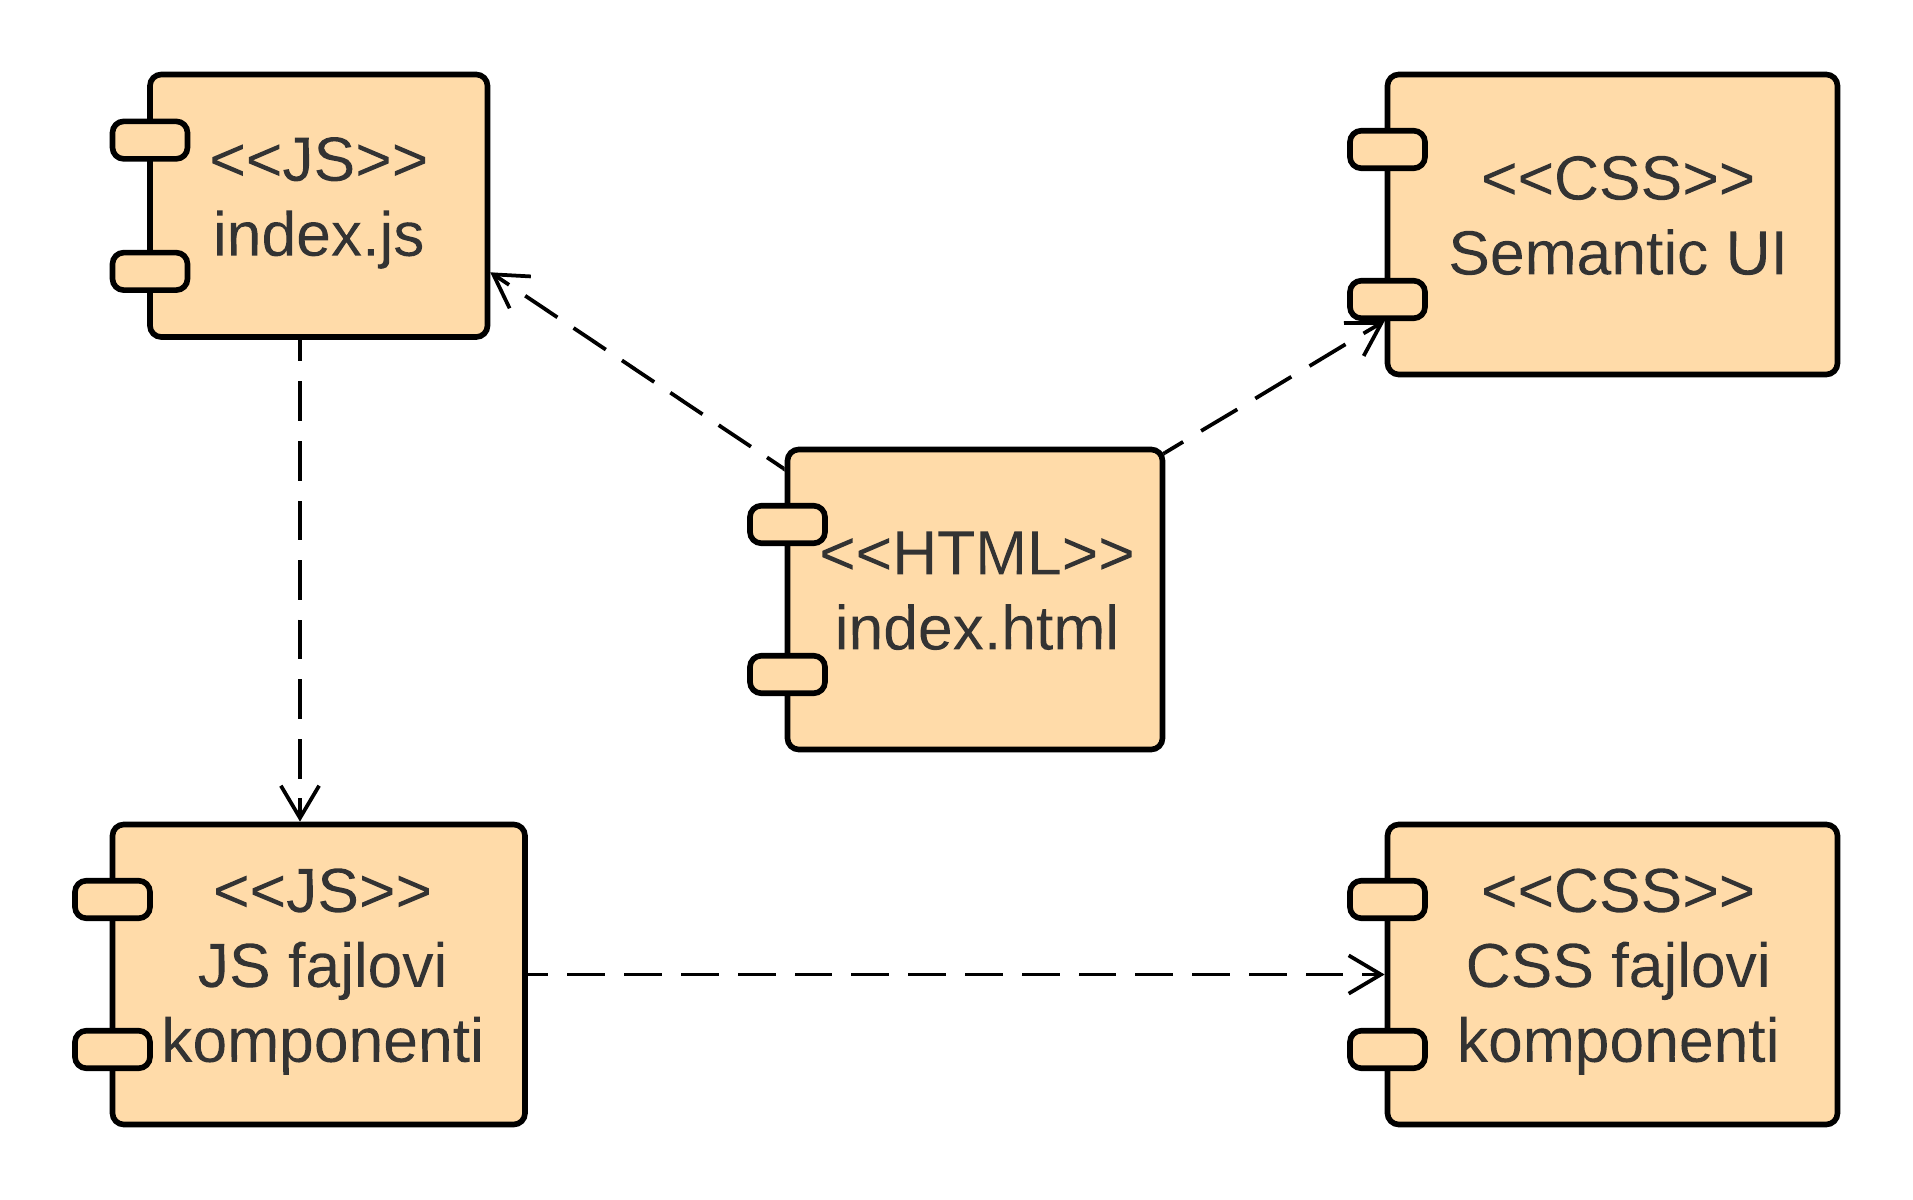 <<JS>>
index.js
<<CSS>>
Semantic UI
<<HTML>>
index.html
<<JS>>
JS fajlovi
komponenti
<<CSS>>
CSS fajlovi
komponenti